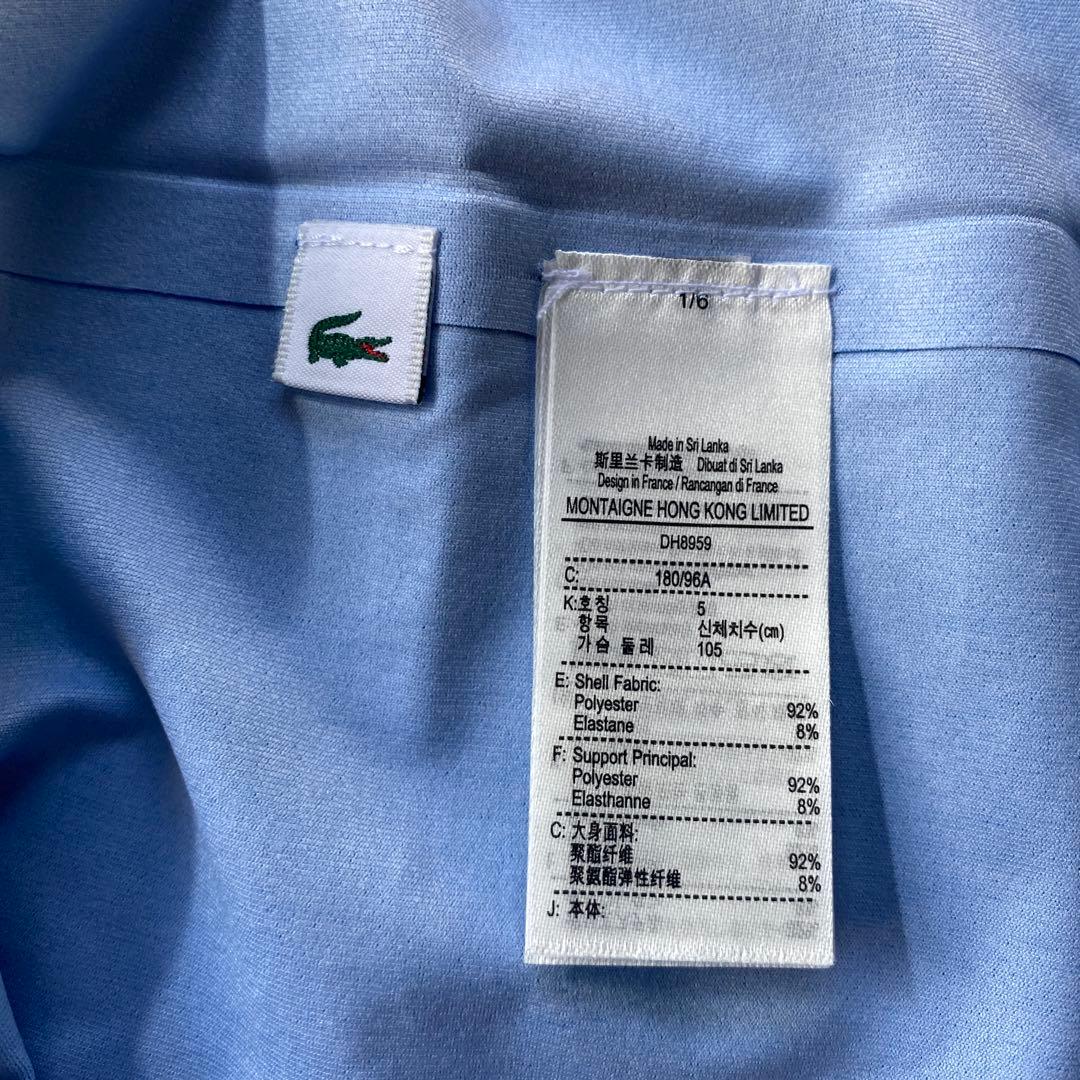 1/6
Made in Sri Lanka
斯里兰卡制造 Dibuat di Sri Lanka
Design in France / Rancangan di France
MONTAIGNE HONG KONG LIMITED
DH8959
C: 180/96A
K:호칭 5
항목 신체치수(㎝)
가슴 둘레 105
E: Shell Fabric:
Polyester 92%
Elastane 8%
F: Support Principal:
Polyester 92%
Elasthanne 8%
C: 大身面料:
聚酯纤维 92%
聚氨酯弹性纤维 8%
J: 本体: